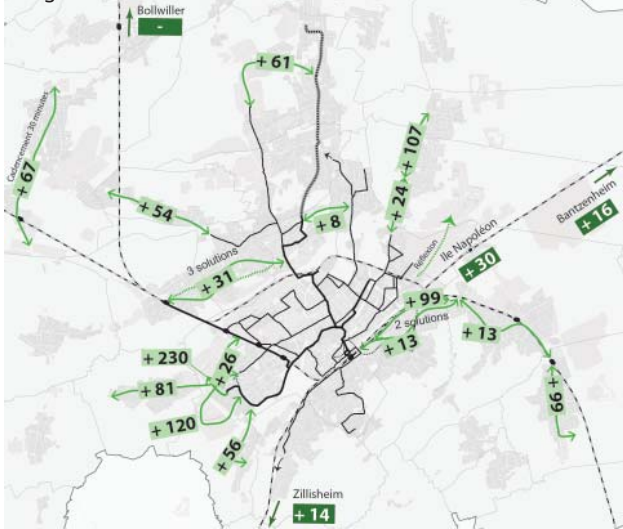 Bollwiller
-
+ 61
Cadencement 30 minutes
+ 67
+ 107
+ 24
+ 54
+ 8
Bantzenheim
+ 16
3 solutions
+ 31
Réflexion
Ile Napoléon
+ 30
+ 99
2 solutions
+ 13
+ 13
+ 230
+ 26
+ 81
+ 120
+ 56
+ 99
Zillisheim
+ 14